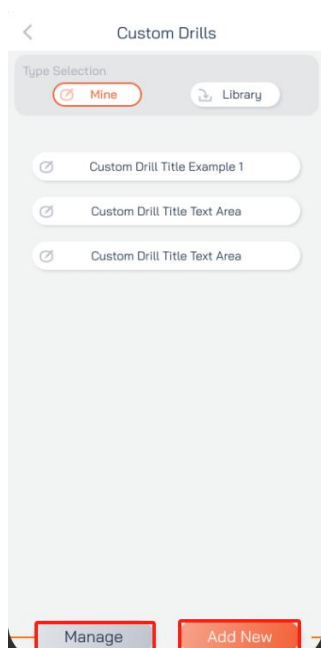 Custom Drills
Type Selection
Mine
Library
Custom Drill Title Example 1
Custom Drill Title Text Area
Custom Drill Title Text Area
Manage
Add New